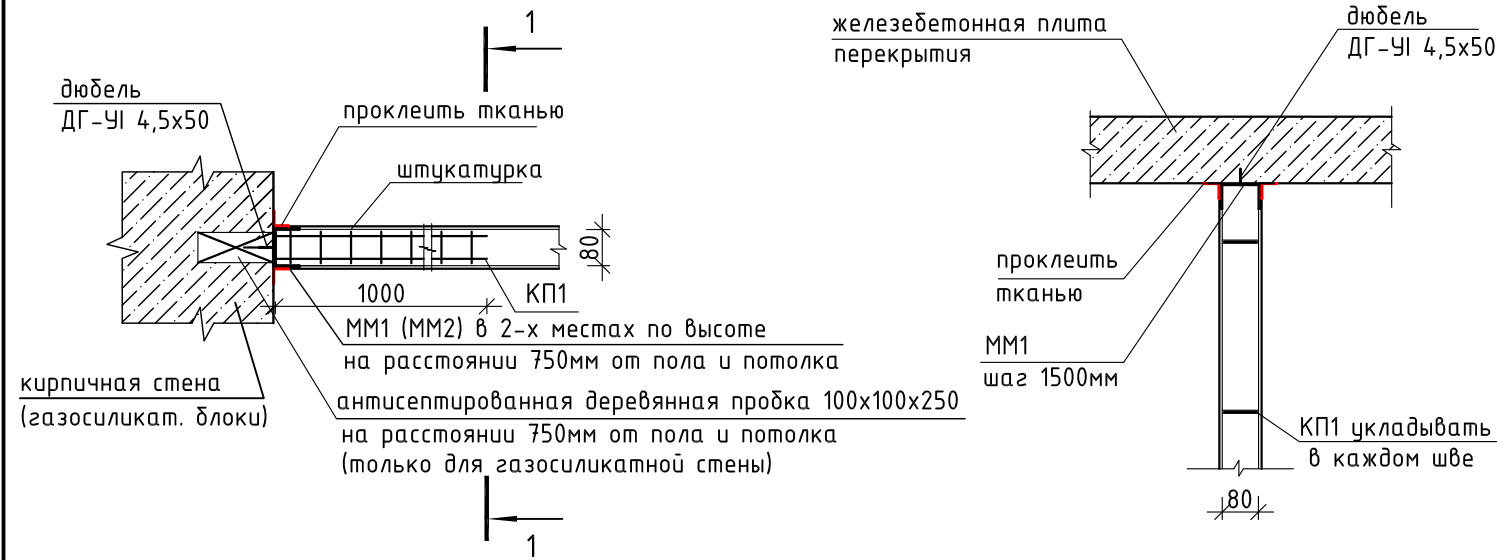 1
дюбель
ДГ-УI 4,5х50
проклеить тканью
штукатурка
80
1000
КП1
ММ1 (ММ2) в 2-х местах по высоте
на расстоянии 750мм от пола и потолка
кирпичная стена
(газосиликат. блоки)
антисептированная деревянная пробка 100х100х250
на расстоянии 750мм от пола и потолка
(только для газосиликатной стены)
1
железебетонная плита
перекрытия
дюбель
ДГ-УI 4,5х50
проклеить
тканью
ММ1
шаг 1500мм
КП1 укладывать
в каждом шве
80